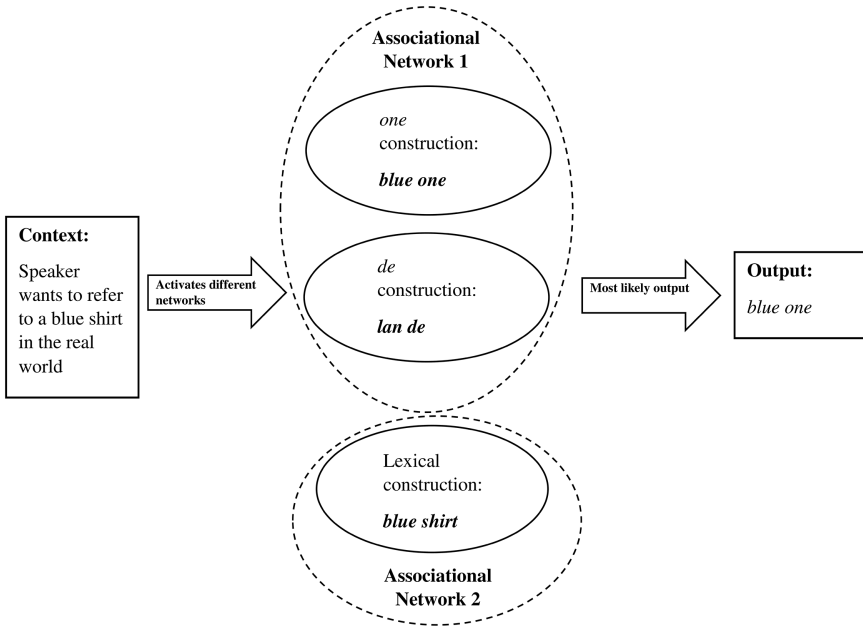 Associational
Network 1
one
construction:
blue one
Context:
Speaker
wants to refer
to a blue shirt
in the real
world
Activates different
networks
de
construction:
lan de
Most likely output
Output:
blue one
Lexical
construction:
blue shirt
Associational
Network 2